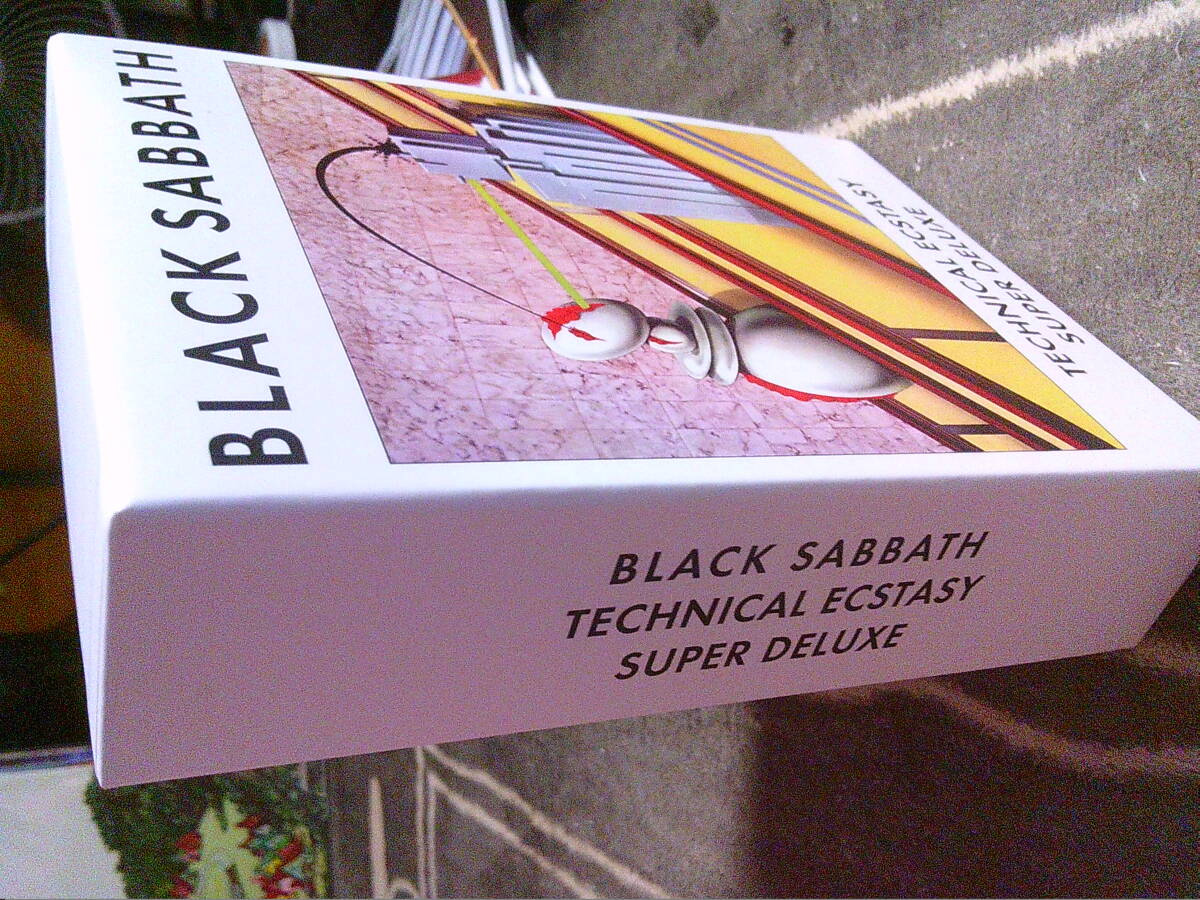 BLACK SABBATH
TECHNICAL ECSTASY
SUPER DELUXE
BLACK SABBATH
TECHNICAL ECSTASY
SUPER DELUXE